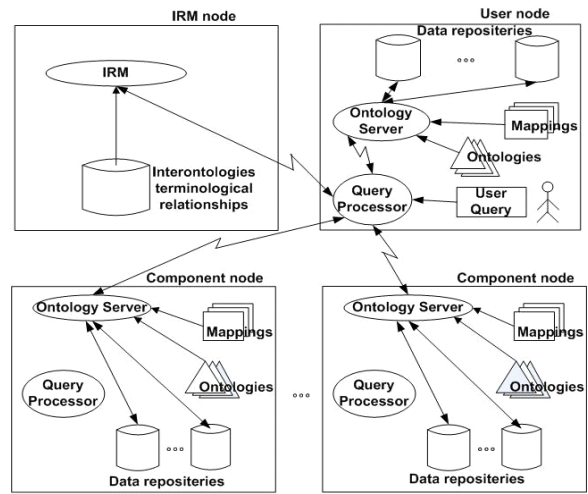 IRM node
IRM
Interontologies
terminological
relationships
User node
Data repositeries
Ontology
Server
Mappings
Ontologies
Query
Processor
User
Query
Component node
Ontology Server
Mappings
Query
Processor
Ontologies
Data repositeries
Component node
Ontology Server
Mappings
Query
Processor
Ontologies
Data repositeries